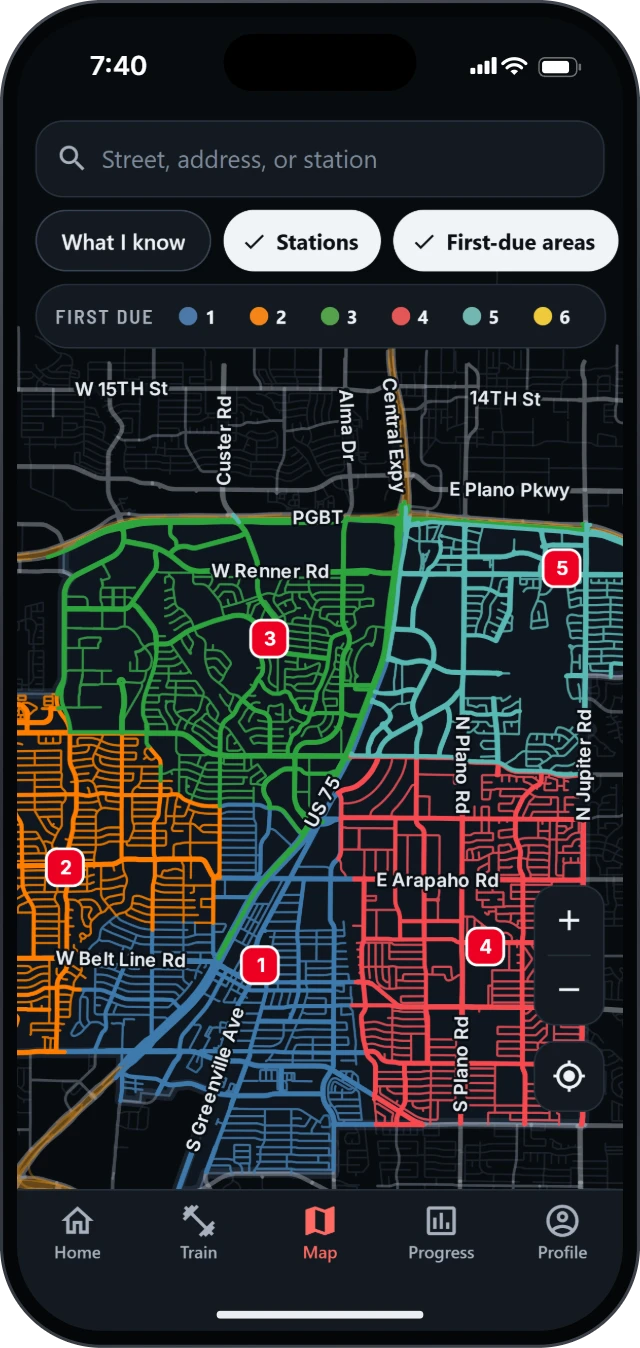 7:40
Street, address, or station
What I know
Stations
First-due areas
FIRST DUE 1 2 3 4 5 6
W 15TH St
Custer Rd
Alma Dr
Central Expy
14TH St
E Plano Pkwy
PGBT
W Renner Rd
5
3
N Plano Rd
N Jupiter Rd
US 75
2
E Arapaho Rd
+
4
W Belt Line Rd
1
−
S Greenville Ave
S Plano Rd
Home
Train
Map
Progress
Profile